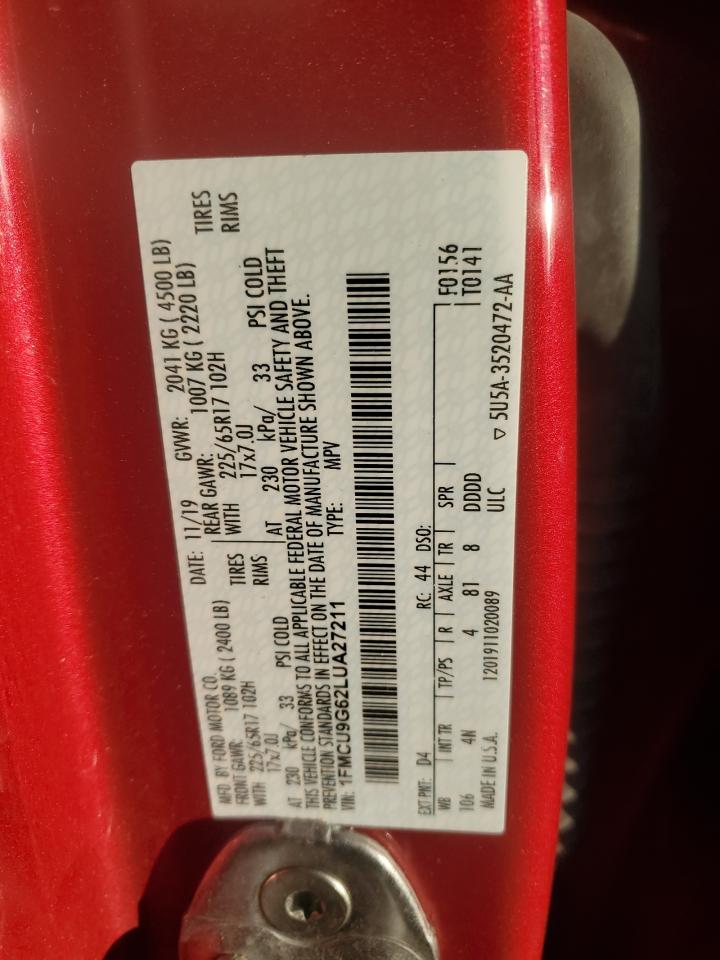 MFD. BY FORD MOTOR CO. DATE: 11/19 GVWR: 2041 KG ( 4500 LB)
FRONT GAWR: 1089 KG ( 2400 LB) REAR GAWR: 1007 KG ( 2220 LB)
WITH 225/65R17 102H TIRES WITH 225/65R17 102H TIRES
17x7.0J RIMS 17x7.0J RIMS
AT 230 kPa/ 33 PSI COLD AT 230 kPa/ 33 PSI COLD
THIS VEHICLE CONFORMS TO ALL APPLICABLE FEDERAL MOTOR VEHICLE SAFETY AND THEFT
PREVENTION STANDARDS IN EFFECT ON THE DATE OF MANUFACTURE SHOWN ABOVE.
VIN: 1FMCU9G62LUA27211 TYPE: MPV
EXT PNT: D4 RC: 44 DSO: F0156
WB INT TR TP/PS R AXLE TR SPR T0141
106 4N 4 81 8 DDDD
MADE IN U.S.A. 1201911020089 ULC ▽ 5U5A-3520472-AA